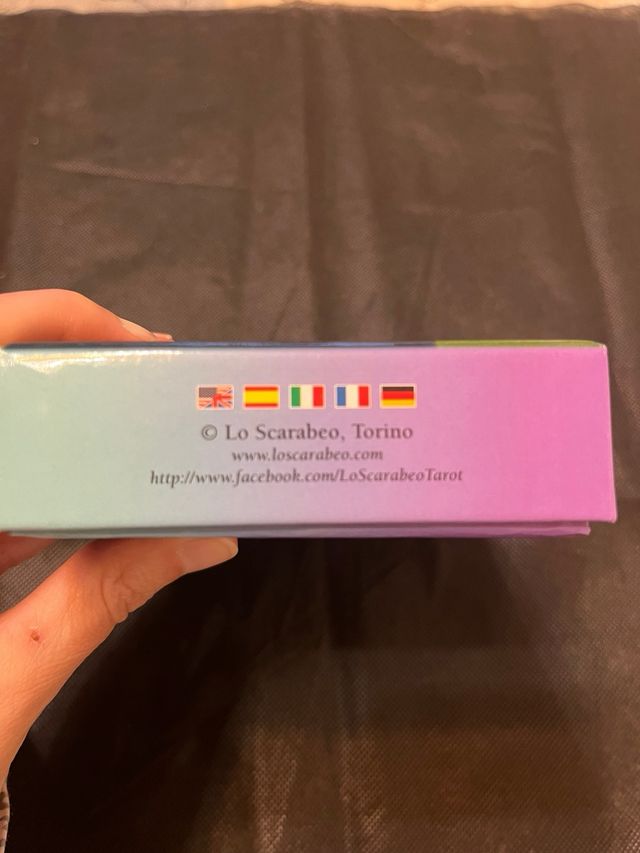 © Lo Scarabeo, Torino
www.loscarabeo.com
http://www.facebook.com/LoScarabeoTarot